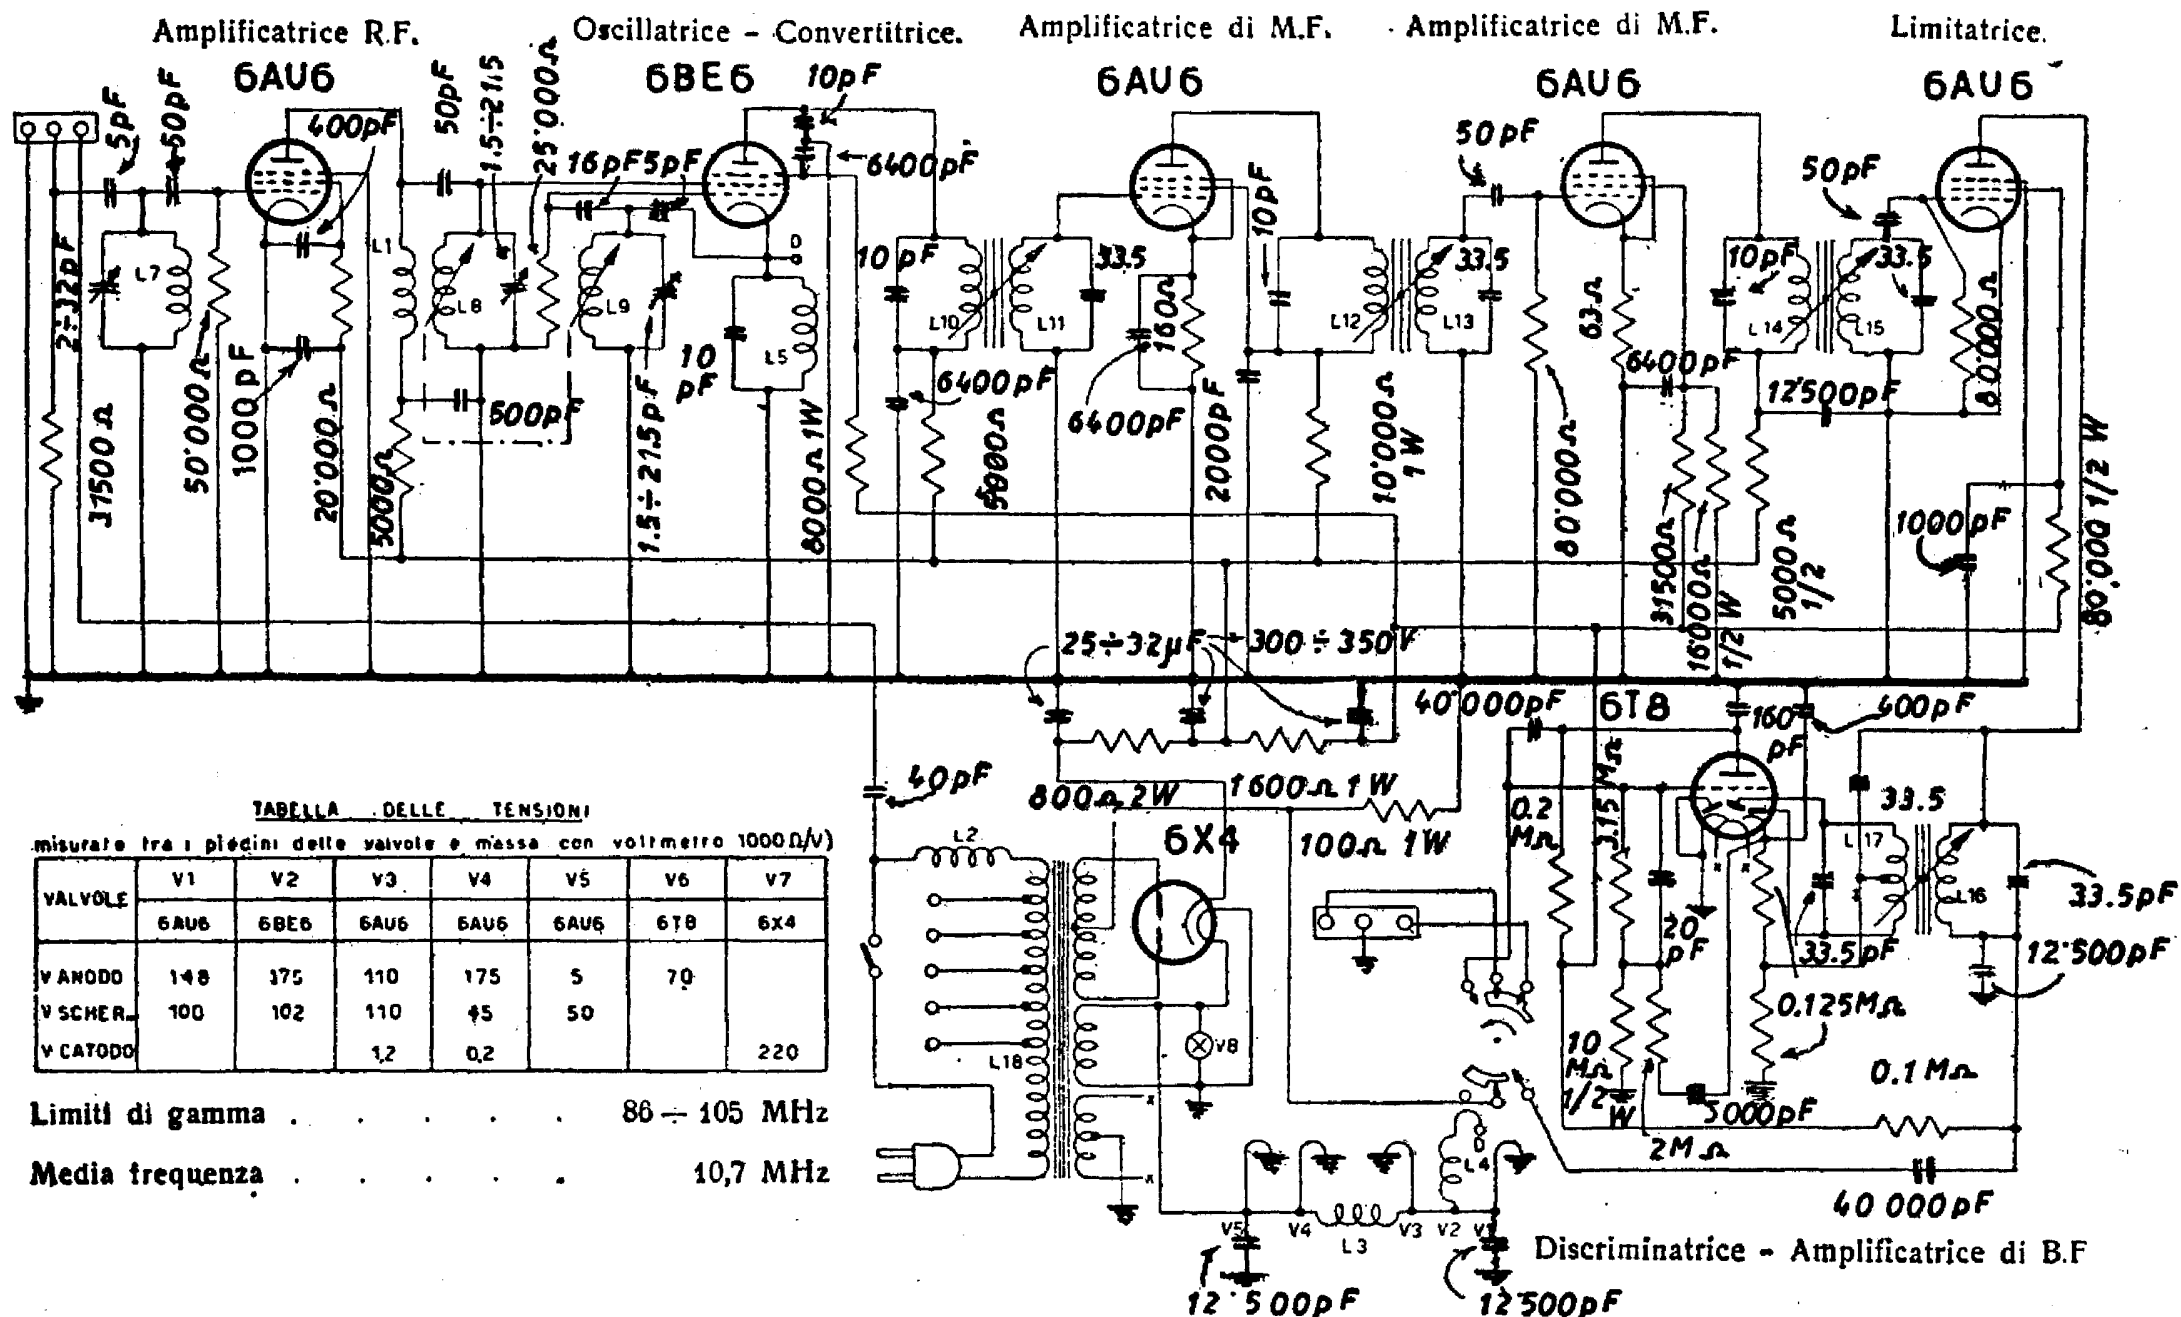 Amplificatrice R.F.
Oscillatrice - Convertitrice.
Amplificatrice di M.F.
Amplificatrice di M.F.
Limitatrice.
6AU6
6BE6
6AU6
6AU6
6AU6
5pF
50pF
400pF
50pF
1.5÷21.5
25'000Ω
16pF
5pF
10pF
6400pF
10pF
50pF
50pF
2÷32pF
L7
L1
L8
L9
D
L5
10 pF
L10
L11
33.5
160Ω
L12
L13
33.5
63Ω
10pF
L14
L15
33.5
80.000Ω
31500Ω
50'000Ω
1000pF
20'000Ω
5000Ω
500pF
1.5÷21.5pF
10
pF
8000Ω 1W
6400pF
5000Ω
6400pF
2000pF
10'000Ω
1W
80.000Ω
6400pF
12'500pF
31500Ω
16'000Ω
1/2 W
5000Ω
1/2
1000pF
80'000 1/2 W
25÷32µF
300÷350V
40'000pF
6T8
160
pF
400pF
40pF
800Ω 2W
1600Ω 1W
100Ω 1W
0.2
MΩ
33.5
L17
L16
33.5pF
33.5pF
12'500pF
20
pF
0.125MΩ
10
MΩ
1/2
W
5000pF
2MΩ
0.1MΩ
40000pF
L2
6X4
L18
V8
x
x
D
L4
V5
V4
L3
V3
V2
V1
12'500pF
12'500pF
Discriminatrice - Amplificatrice di B.F
TABELLA DELLE TENSIONI
misurate tra i piedini delle valvole e massa con voltmetro 1000Ω/V)
VALVOLE V1 V2 V3 V4 V5 V6 V7
6AU6 6BE6 6AU6 6AU6 6AU6 6T8 6X4
V ANODO 148 175 110 175 5 70
V SCHER. 100 102 110 45 50
V CATODO 1,2 0,2 220
Limiti di gamma . . . . . 86 ÷ 105 MHz
Media frequenza . . . . . 10,7 MHz